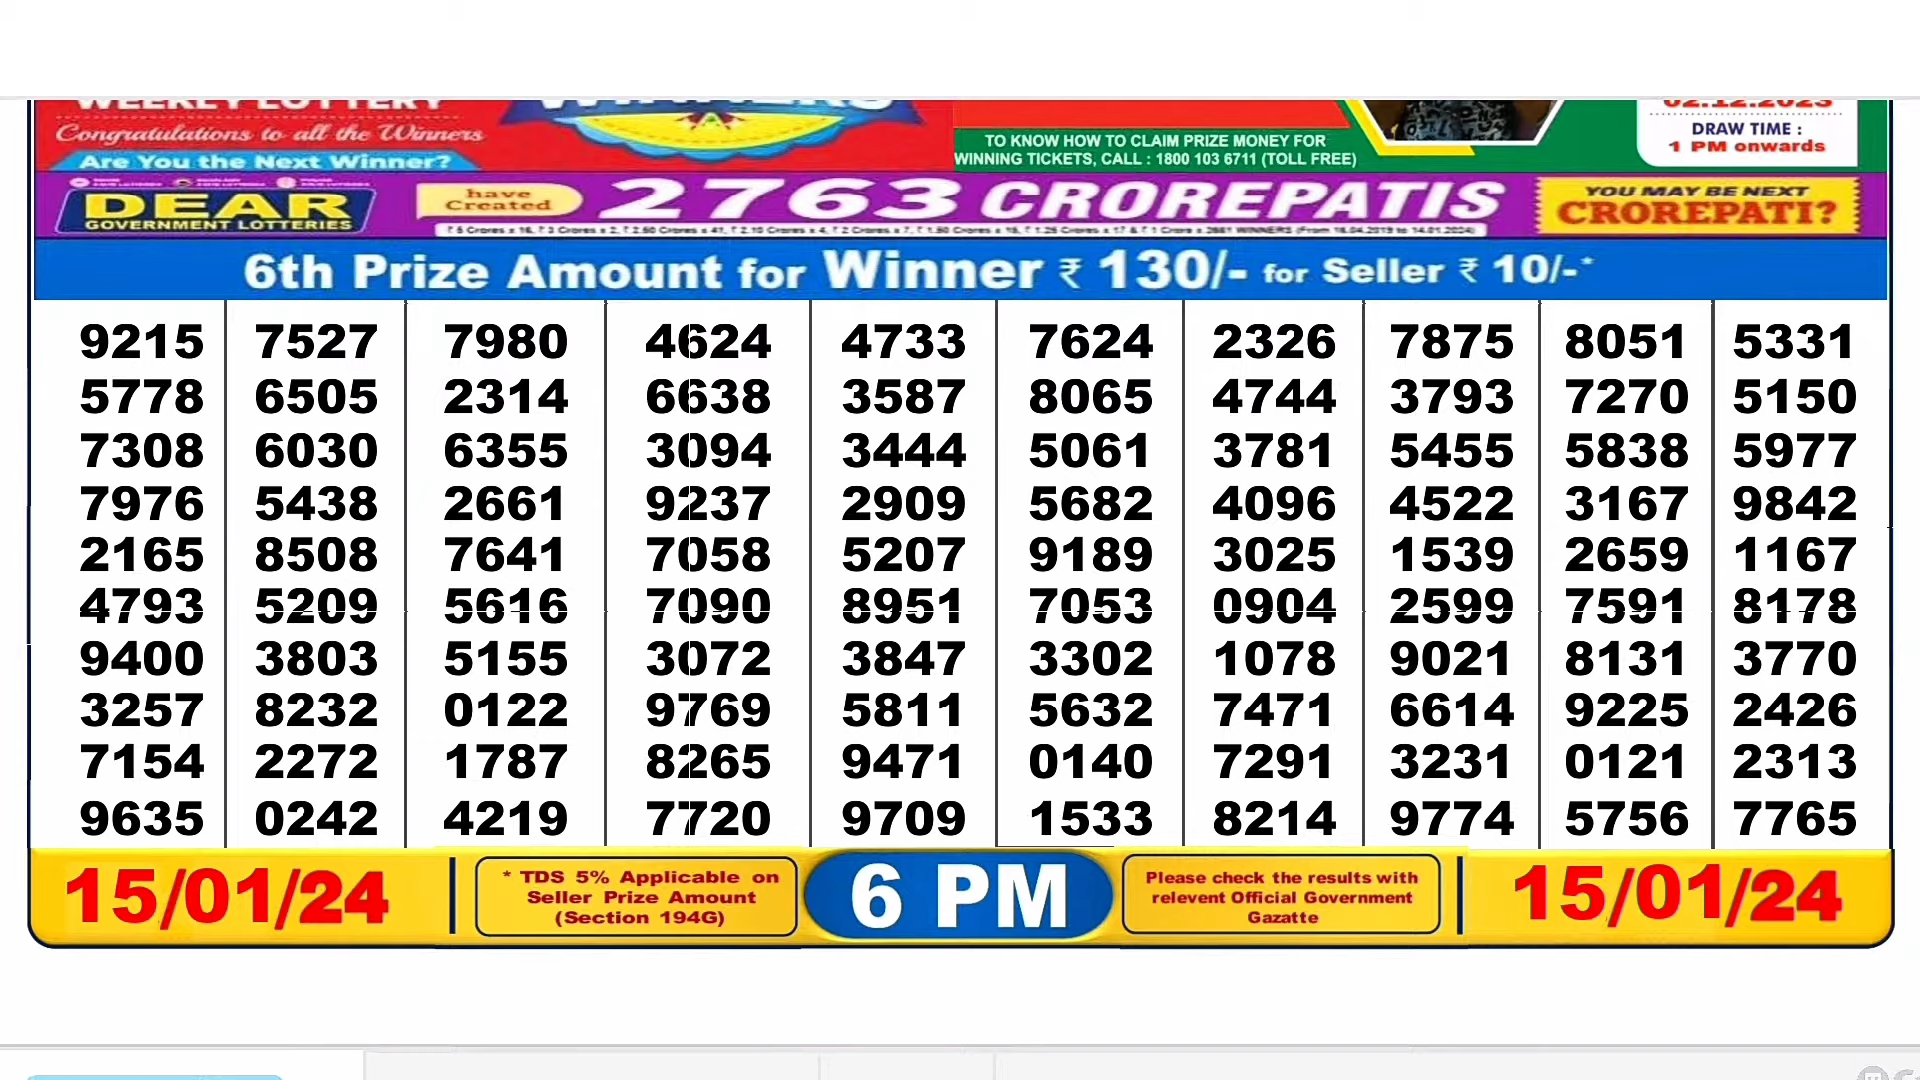 WEEKLY LOTTERY
WINNERS
Congratulations to all the Winners
Are You the Next Winner?
TO KNOW HOW TO CLAIM PRIZE MONEY FOR
WINNING TICKETS, CALL : 1800 103 6711 (TOLL FREE)
02.12.2023
DRAW TIME :
1 PM onwards
DEAR
GOVERNMENT LOTTERIES
have
Created
2763 CROREPATIS
YOU MAY BE NEXT
CROREPATI?
6th Prize Amount for Winner ₹ 130/- for Seller ₹ 10/-*
9215 7527 7980 4624 4733 7624 2326 7875 8051 5331
5778 6505 2314 6638 3587 8065 4744 3793 7270 5150
7308 6030 6355 3094 3444 5061 3781 5455 5838 5977
7976 5438 2661 9237 2909 5682 4096 4522 3167 9842
2165 8508 7641 7058 5207 9189 3025 1539 2659 1167
4793 5209 5616 7090 8951 7053 0904 2599 7591 8178
9400 3803 5155 3072 3847 3302 1078 9021 8131 3770
3257 8232 0122 9769 5811 5632 7471 6614 9225 2426
7154 2272 1787 8265 9471 0140 7291 3231 0121 2313
9635 0242 4219 7720 9709 1533 8214 9774 5756 7765
15/01/24
* TDS 5% Applicable on
Seller Prize Amount
(Section 194G)
6 PM
Please check the results with
relevent Official Government
Gazatte
15/01/24